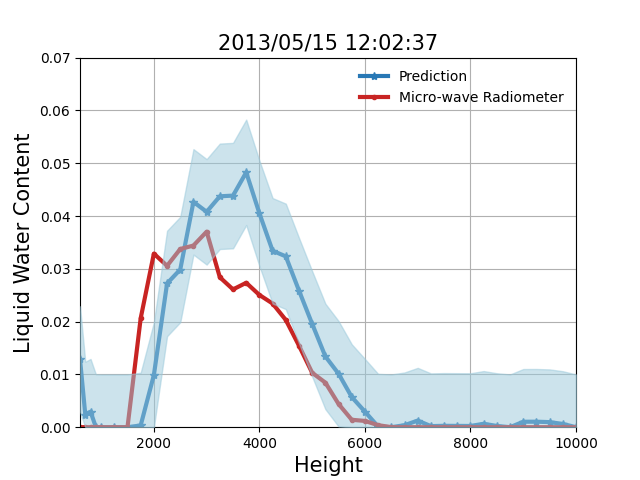 2013/05/15 12:02:37
Prediction
Micro-wave Radiometer
0.07
0.06
0.05
0.04
0.03
0.02
0.01
0.00
Liquid Water Content
2000 4000 6000 8000 10000
Height